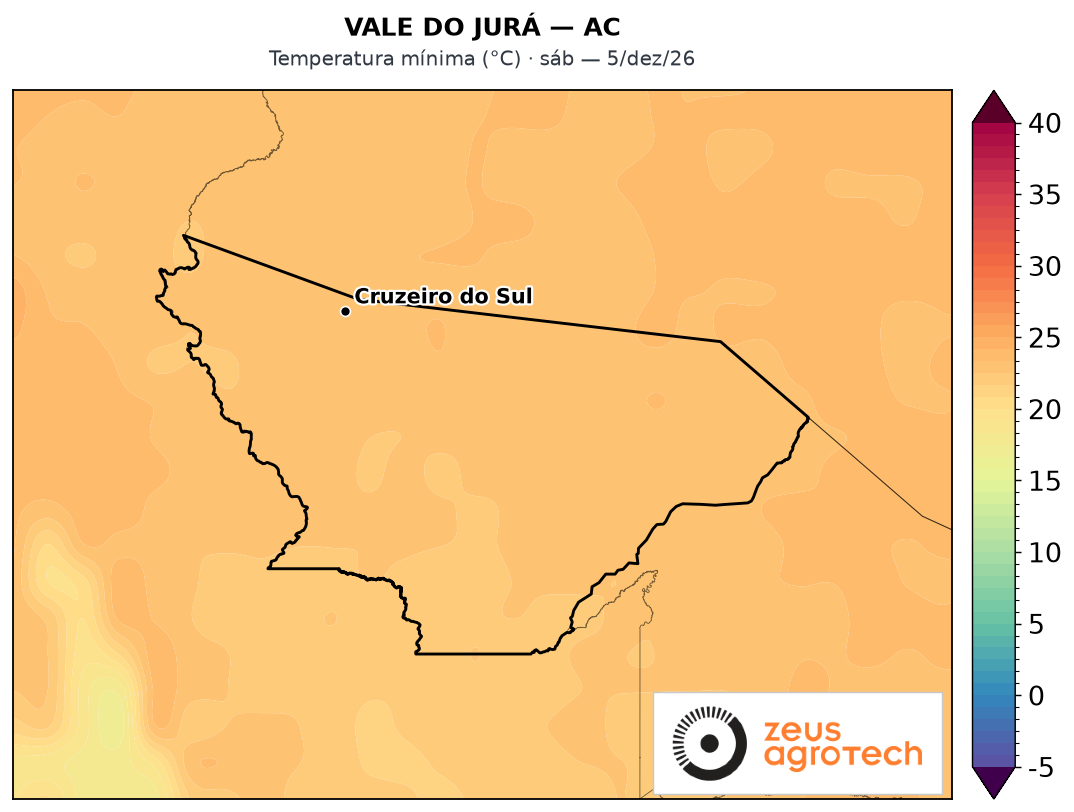 VALE DO JURÁ — AC
Temperatura mínima (°C) · sáb — 5/dez/26
Cruzeiro do Sul
40
35
30
25
20
15
10
5
0
-5
zeus
agrotech